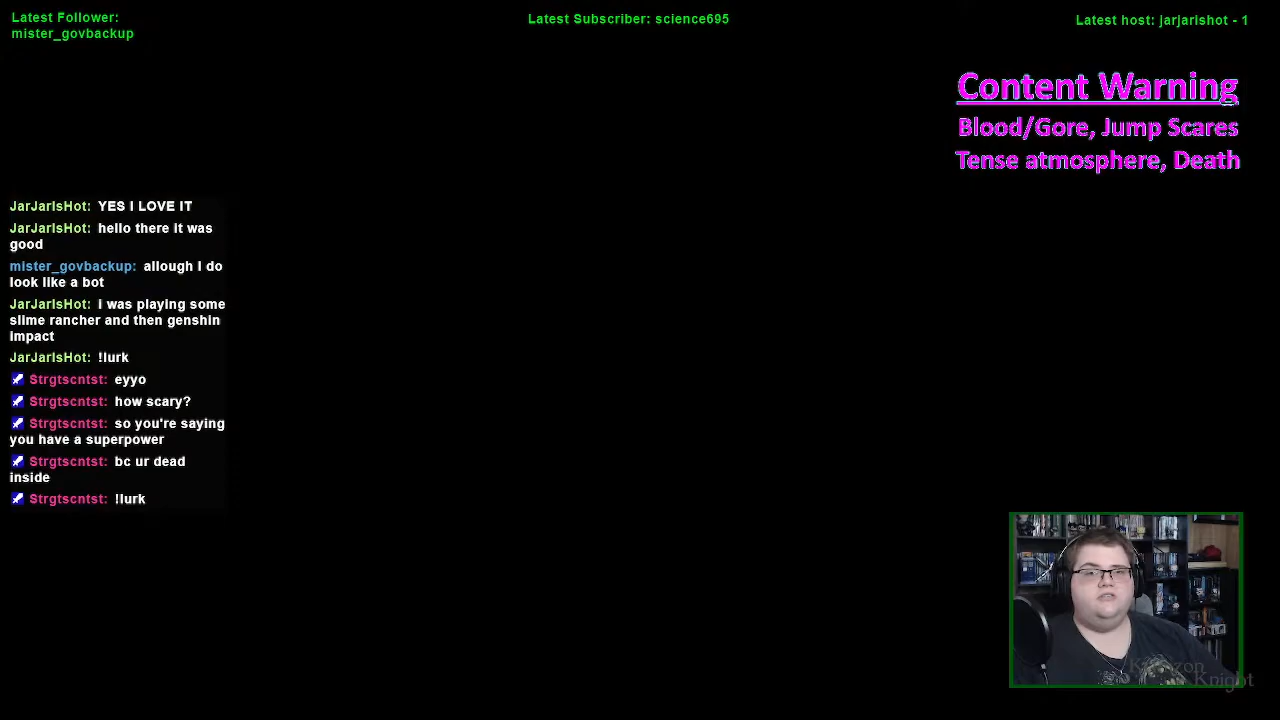 Latest Follower:
mister_govbackup
Latest Subscriber: science695
Latest host: jarjarishot - 1
Content Warning
Blood/Gore, Jump Scares
Tense atmosphere, Death
JarJarIsHot: YES I LOVE IT
JarJarIsHot: hello there it was
good
mister_govbackup: allough I do
look like a bot
JarJarIsHot: i was playing some
slime rancher and then genshin
impact
JarJarIsHot: !lurk
Strgtscntst: eyyo
Strgtscntst: how scary?
Strgtscntst: so you're saying
you have a superpower
Strgtscntst: bc ur dead
inside
Strgtscntst: !lurk
Knight